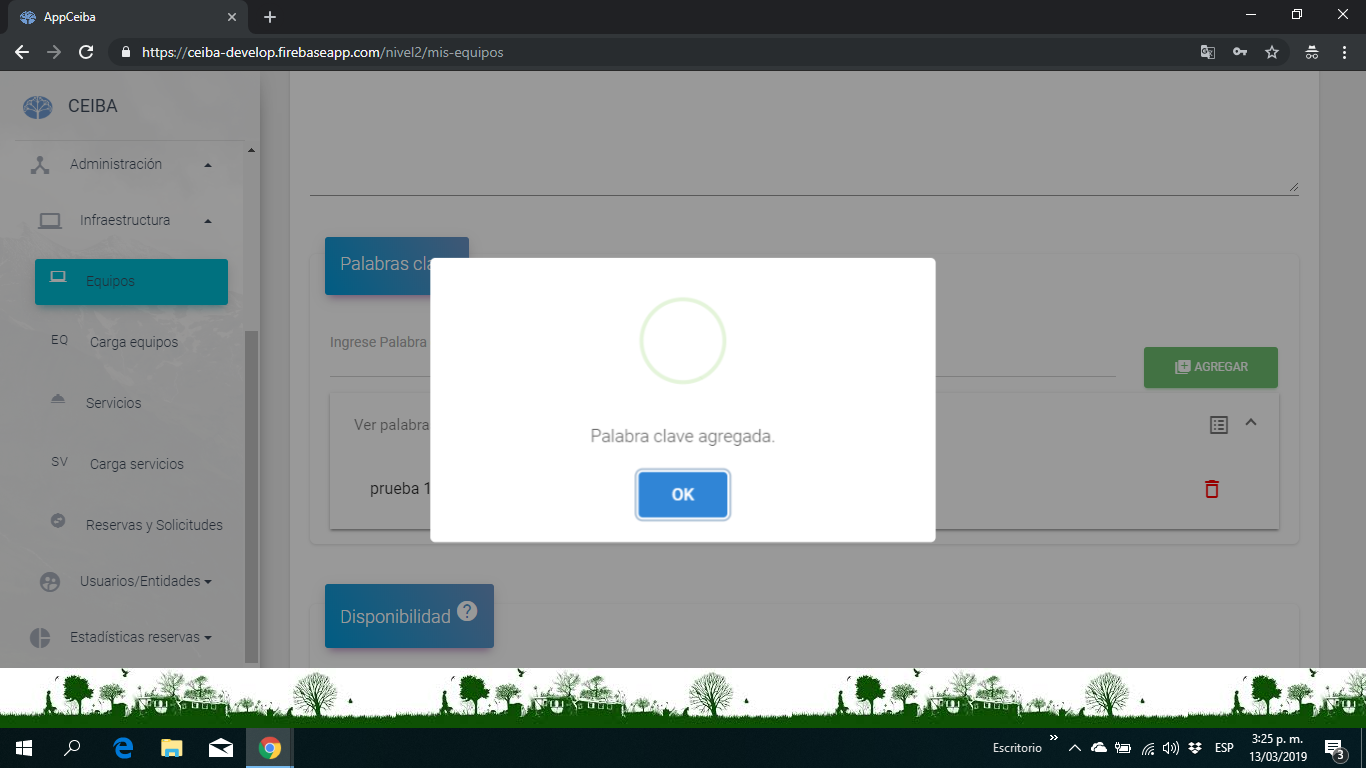 AppCeiba
https://ceiba-develop.firebaseapp.com/nivel2/mis-equipos
CEIBA
Administración
Infraestructura
Equipos
EQ Carga equipos
Servicios
SV Carga servicios
Reservas y Solicitudes
Usuarios/Entidades
Estadísticas reservas
Palabras cla
Ingrese Palabra
AGREGAR
Ver palabra
prueba 1
Palabra clave agregada.
OK
Disponibilidad ?
Escritorio
ESP
3:25 p. m.
13/03/2019
3